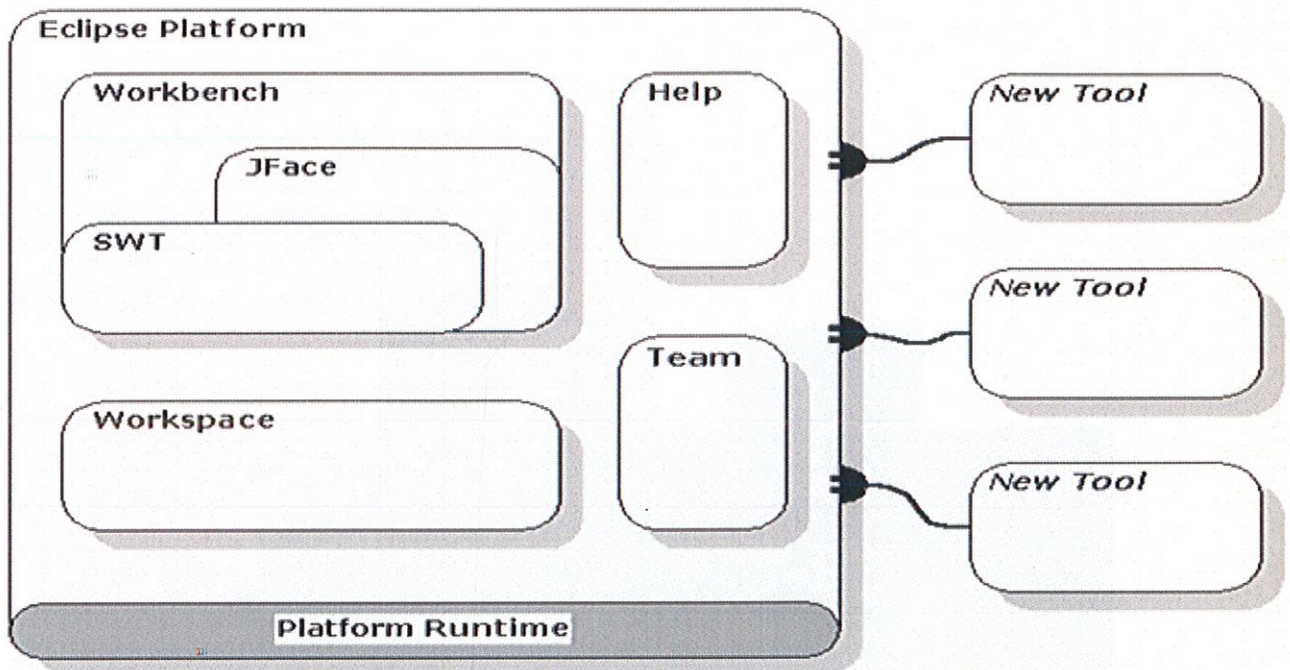 Eclipse Platform
Workbench
JFace
SWT
Workspace
Help
Team
Platform Runtime
New Tool
New Tool
New Tool